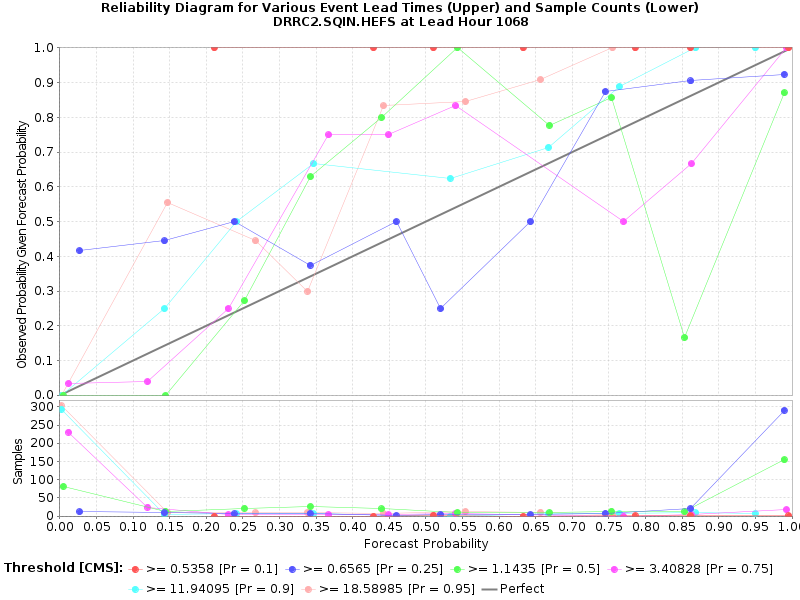 Reliability Diagram for Various Event Lead Times (Upper) and Sample Counts (Lower)
DRRC2.SQIN.HEFS at Lead Hour 1068
Observed Probability Given Forecast Probability
1.0
0.9
0.8
0.7
0.6
0.5
0.4
0.3
0.2
0.1
0.0
Samples
300
250
200
150
100
50
0
0.00 0.05 0.10 0.15 0.20 0.25 0.30 0.35 0.40 0.45 0.50 0.55 0.60 0.65 0.70 0.75 0.80 0.85 0.90 0.95 1.0
Forecast Probability
Threshold [CMS]: >= 0.5358 [Pr = 0.1] >= 0.6565 [Pr = 0.25] >= 1.1435 [Pr = 0.5] >= 3.40828 [Pr = 0.75]
>= 11.94095 [Pr = 0.9] >= 18.58985 [Pr = 0.95] Perfect